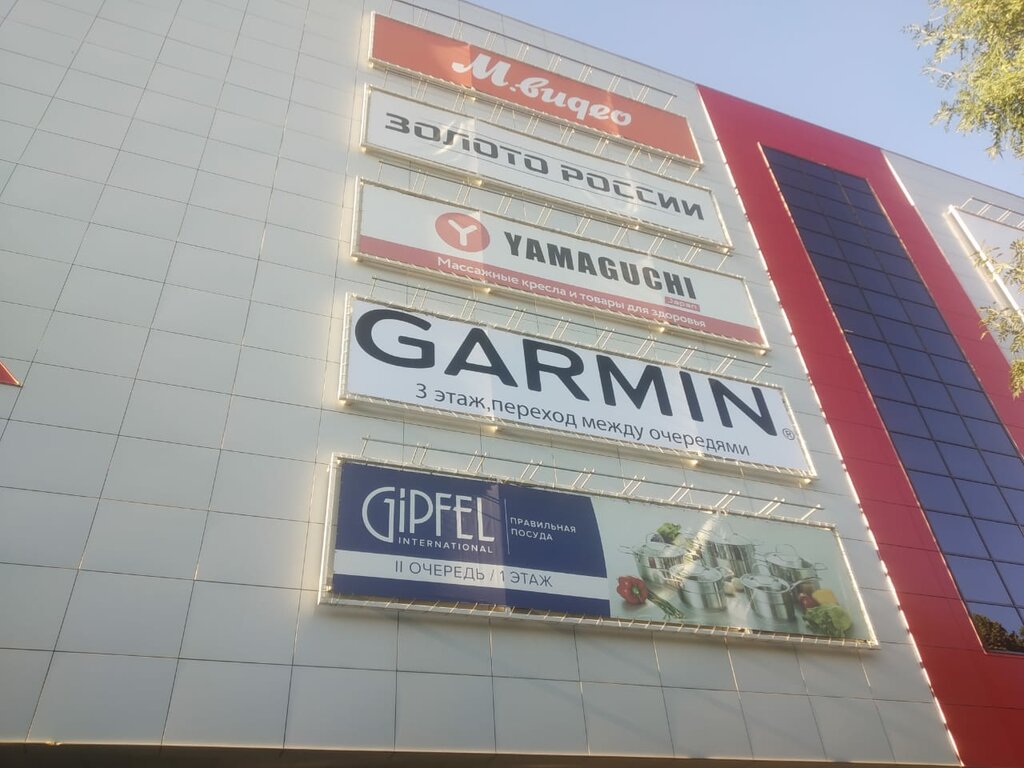 М.видео
ЗОЛОТО РОССИИ
Y YAMAGUCHI
Japan
Массажные кресла и товары для здоровья
GARMIN®
3 этаж,переход между очередями
GIPFEL
INTERNATIONAL
ПРАВИЛЬНАЯ
ПОСУДА
II ОЧЕРЕДЬ / 1 ЭТАЖ